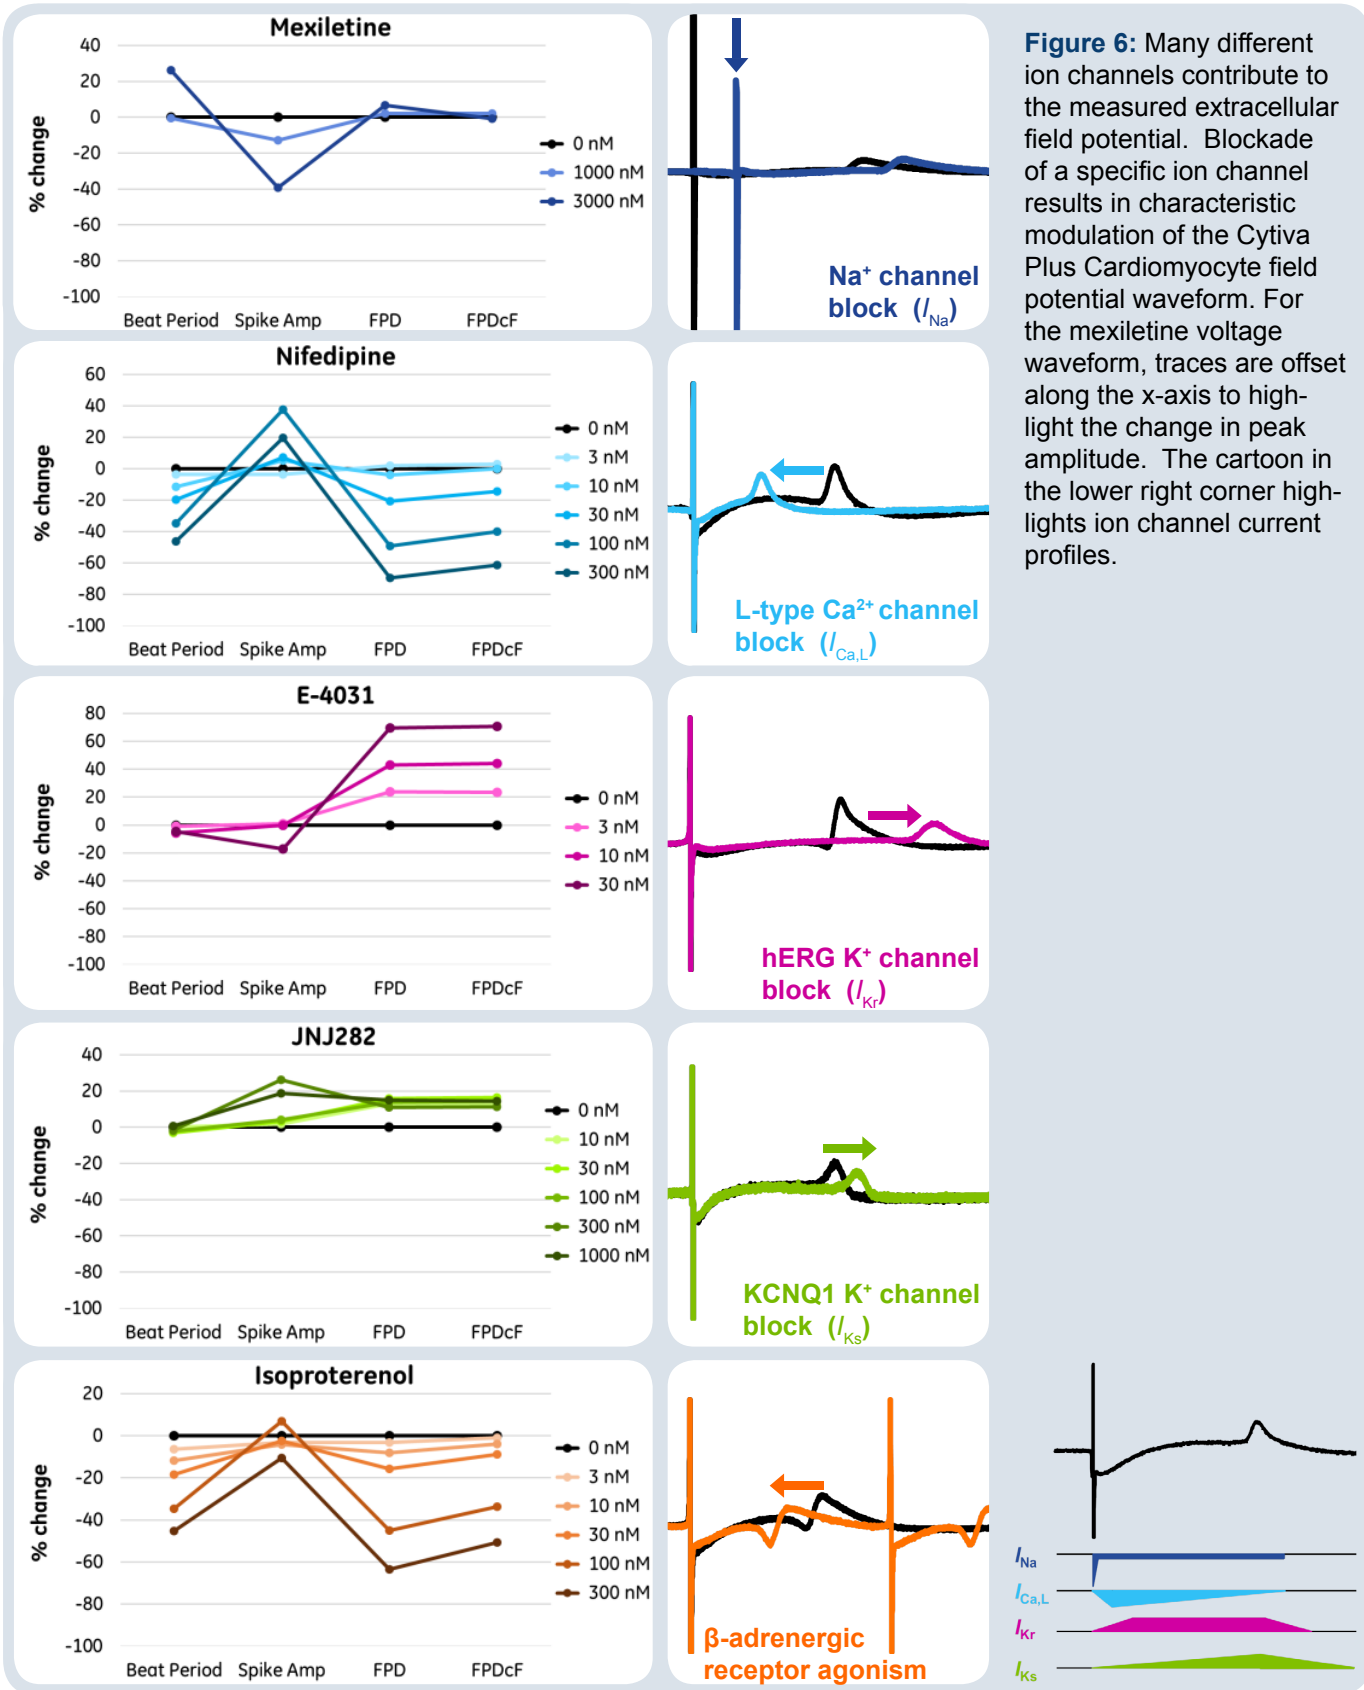 Mexiletine
% change
40
20
0
-20
-40
-60
-80
-100
Beat Period Spike Amp FPD FPDcF
0 nM
1000 nM
3000 nM
Na⁺ channel
block (I_Na)
Figure 6: Many different
ion channels contribute to
the measured extracellular
field potential. Blockade
of a specific ion channel
results in characteristic
modulation of the Cytiva
Plus Cardiomyocyte field
potential waveform. For
the mexiletine voltage
waveform, traces are offset
along the x-axis to high-
light the change in peak
amplitude. The cartoon in
the lower right corner high-
lights ion channel current
profiles.
Nifedipine
% change
60
40
20
0
-20
-40
-60
-80
-100
Beat Period Spike Amp FPD FPDcF
0 nM
3 nM
10 nM
30 nM
100 nM
300 nM
L-type Ca²⁺ channel
block (I_Ca,L)
E-4031
% change
80
60
40
20
0
-20
-40
-60
-80
-100
Beat Period Spike Amp FPD FPDcF
0 nM
3 nM
10 nM
30 nM
hERG K⁺ channel
block (I_Kr)
JNJ282
% change
40
20
0
-20
-40
-60
-80
-100
Beat Period Spike Amp FPD FPDcF
0 nM
10 nM
30 nM
100 nM
300 nM
1000 nM
KCNQ1 K⁺ channel
block (I_Ks)
Isoproterenol
% change
20
0
-20
-40
-60
-80
-100
Beat Period Spike Amp FPD FPDcF
0 nM
3 nM
10 nM
30 nM
100 nM
300 nM
β-adrenergic
receptor agonism
I_Na
I_Ca,L
I_Kr
I_Ks